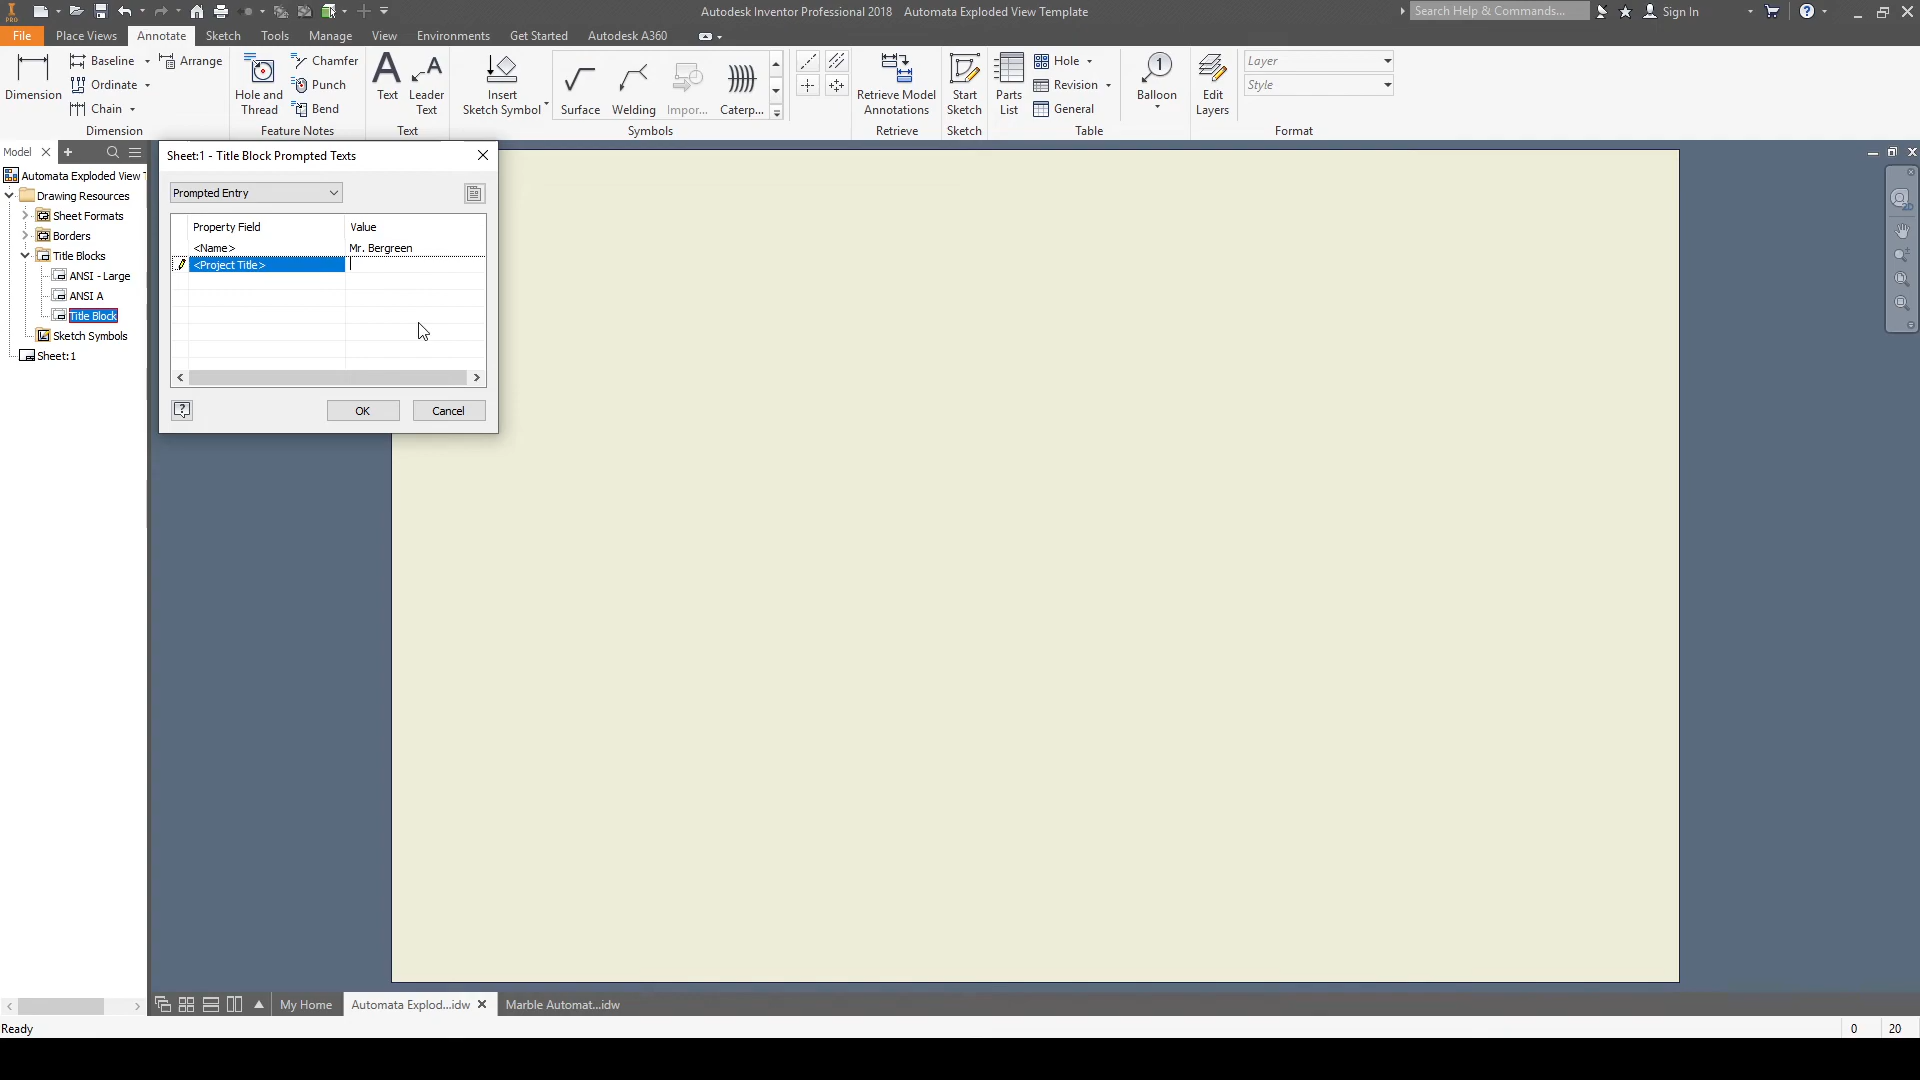 PRO
Autodesk Inventor Professional 2018 Automata Exploded View Template
Search Help & Commands...
Sign In
File Place Views Annotate Sketch Tools Manage View Environments Get Started Autodesk A360
Dimension
Baseline
Ordinate
Chain
Arrange
Dimension
Hole and
Thread
Chamfer
Punch
Bend
Feature Notes
Text
Leader
Text
Text
Insert
Sketch Symbol
Surface Welding Impor... Caterp...
Symbols
Retrieve Model
Annotations
Retrieve
Start
Sketch
Sketch
Parts
List
Hole
Revision
General
Table
1
Balloon
Edit
Layers
Layer
Style
Format
Model
Automata Exploded View T
Drawing Resources
Sheet Formats
Borders
Title Blocks
ANSI - Large
ANSI A
Title Block
Sketch Symbols
Sheet:1
Sheet:1 - Title Block Prompted Texts
Prompted Entry
Property Field Value
<Name> Mr. Bergreen
<Project Title>
OK Cancel
2D
My Home Automata Explod...idw Marble Automat...idw
Ready 0 20